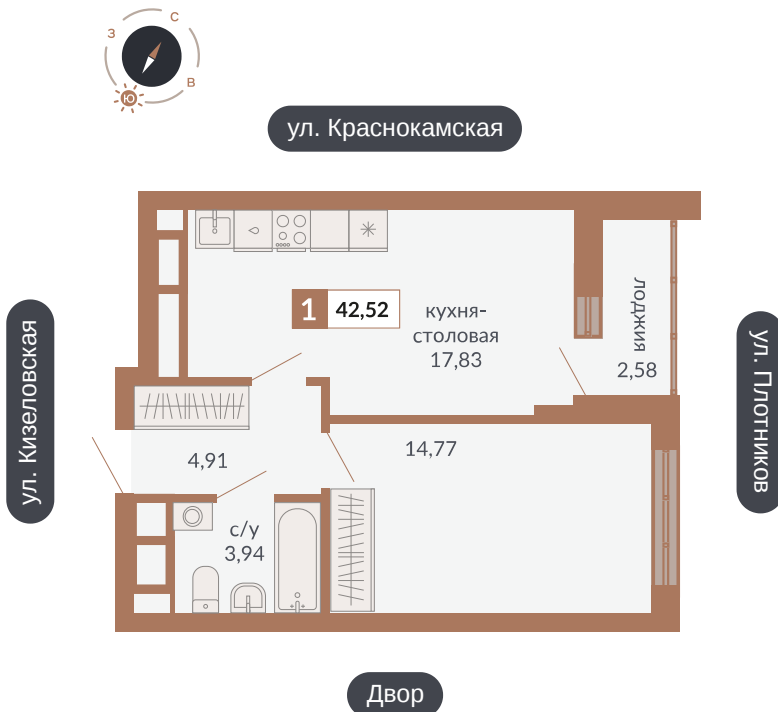 С
З
В
Ю
ул. Краснокамская
1 42,52
кухня-
столовая
17,83
лоджия
2,58
ул. Кизеловская
ул. Плотников
4,91
14,77
с/у
3,94
Двор